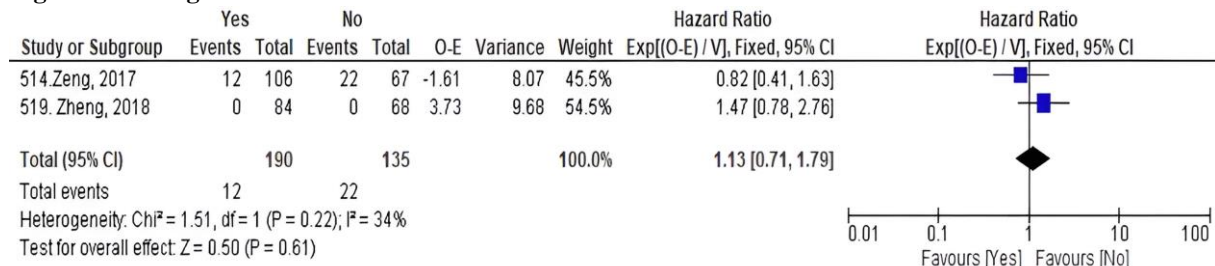 Yes No Hazard Ratio Hazard Ratio
Study or Subgroup Events Total Events Total O-E Variance Weight Exp[(O-E) / V], Fixed, 95% CI Exp[(O-E) / V], Fixed, 95% CI
514.Zeng, 2017 12 106 22 67 -1.61 8.07 45.5% 0.82 [0.41, 1.63]
519. Zheng, 2018 0 84 0 68 3.73 9.68 54.5% 1.47 [0.78, 2.76]
Total (95% CI) 190 135 100.0% 1.13 [0.71, 1.79]
Total events 12 22
Heterogeneity: Chi² = 1.51, df = 1 (P = 0.22); I² = 34%
Test for overall effect: Z = 0.50 (P = 0.61)
0.01 0.1 1 10 100
Favours [Yes] Favours [No]